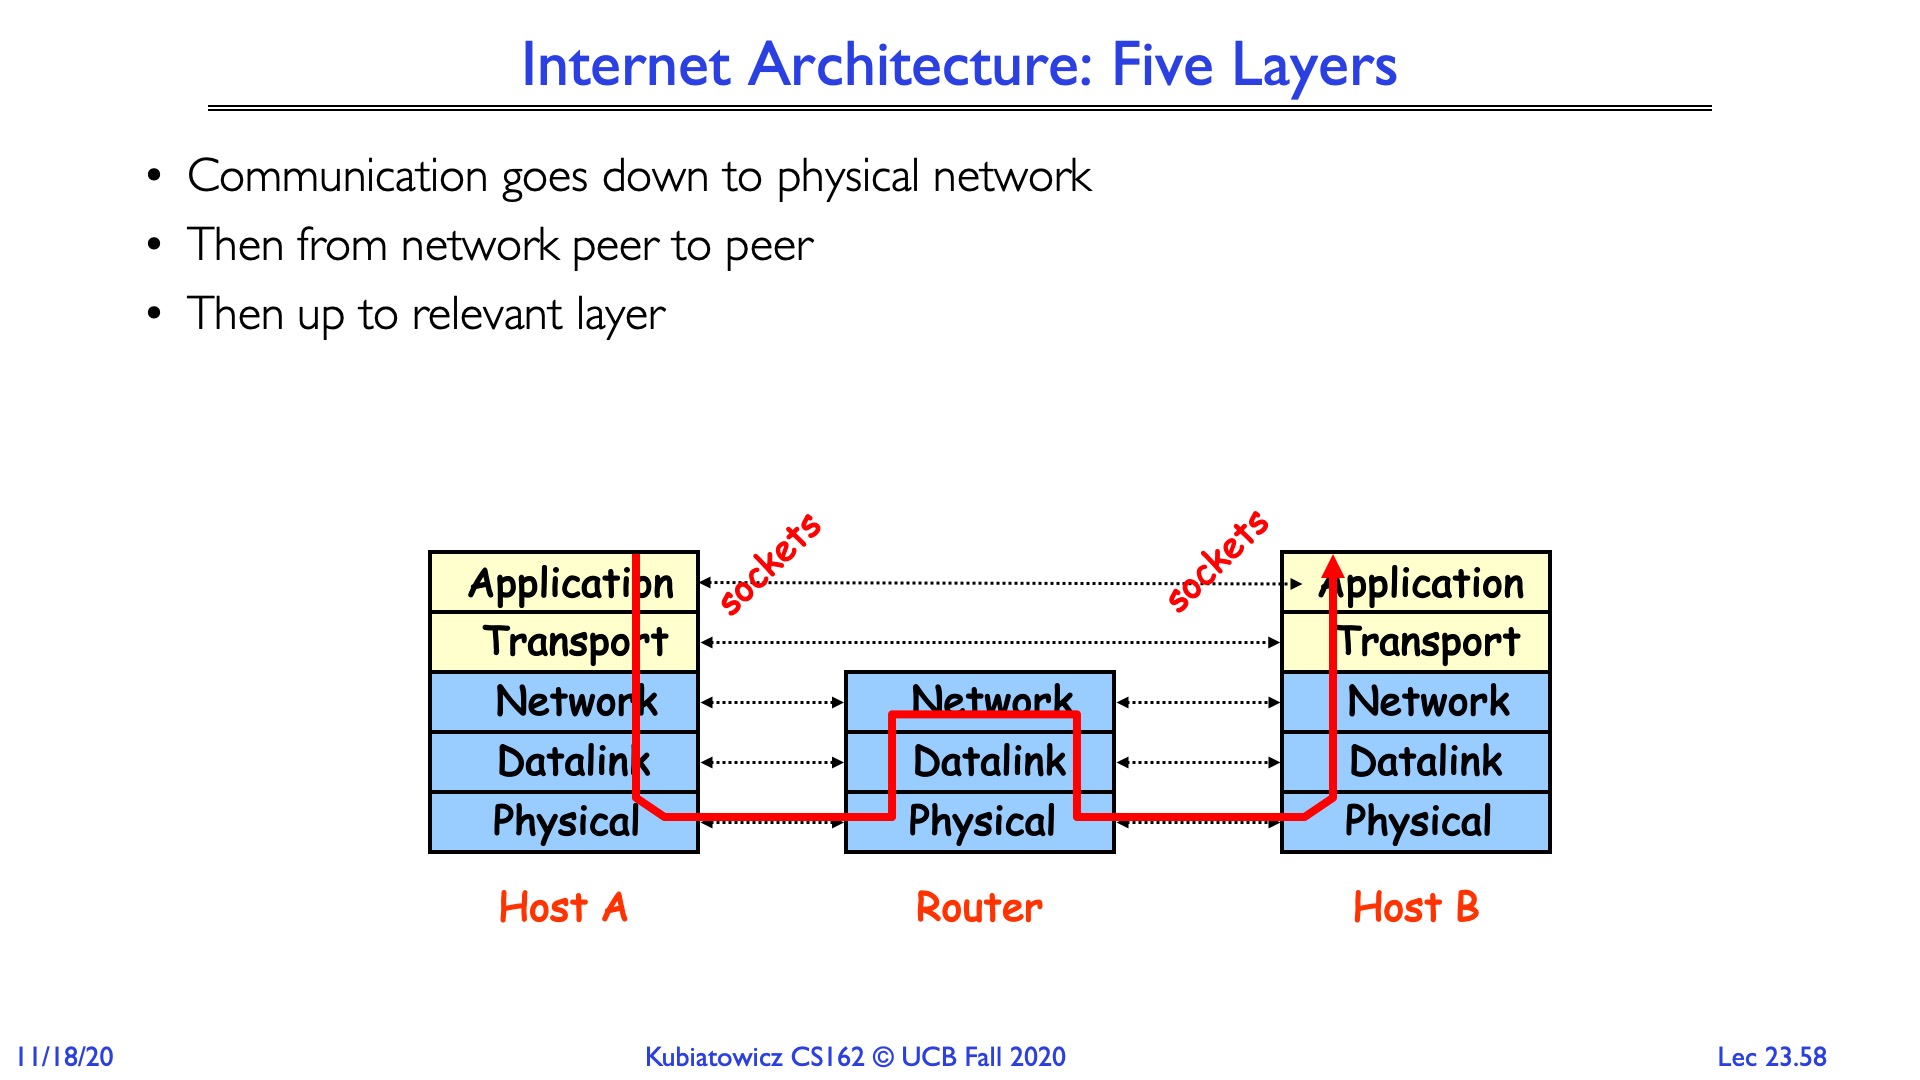 Internet Architecture: Five Layers
• Communication goes down to physical network
• Then from network peer to peer
• Then up to relevant layer
sockets
sockets
Application
Transport
Network
Datalink
Physical
Host A
Network
Datalink
Physical
Router
Application
Transport
Network
Datalink
Physical
Host B
11/18/20
Kubiatowicz CS162 © UCB Fall 2020
Lec 23.58